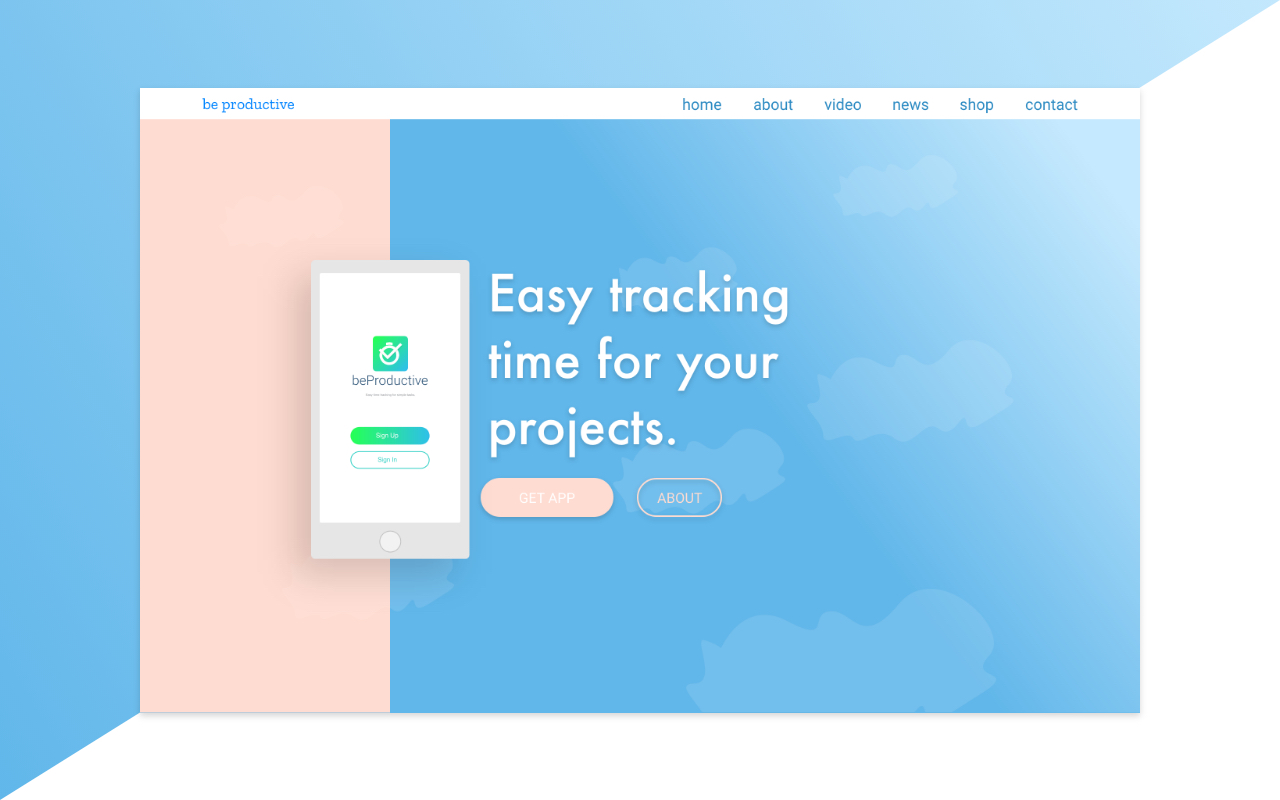 be productive
home about video news shop contact
Easy tracking
time for your
projects.
beProductive
Sign Up
Sign In
GET APP
ABOUT